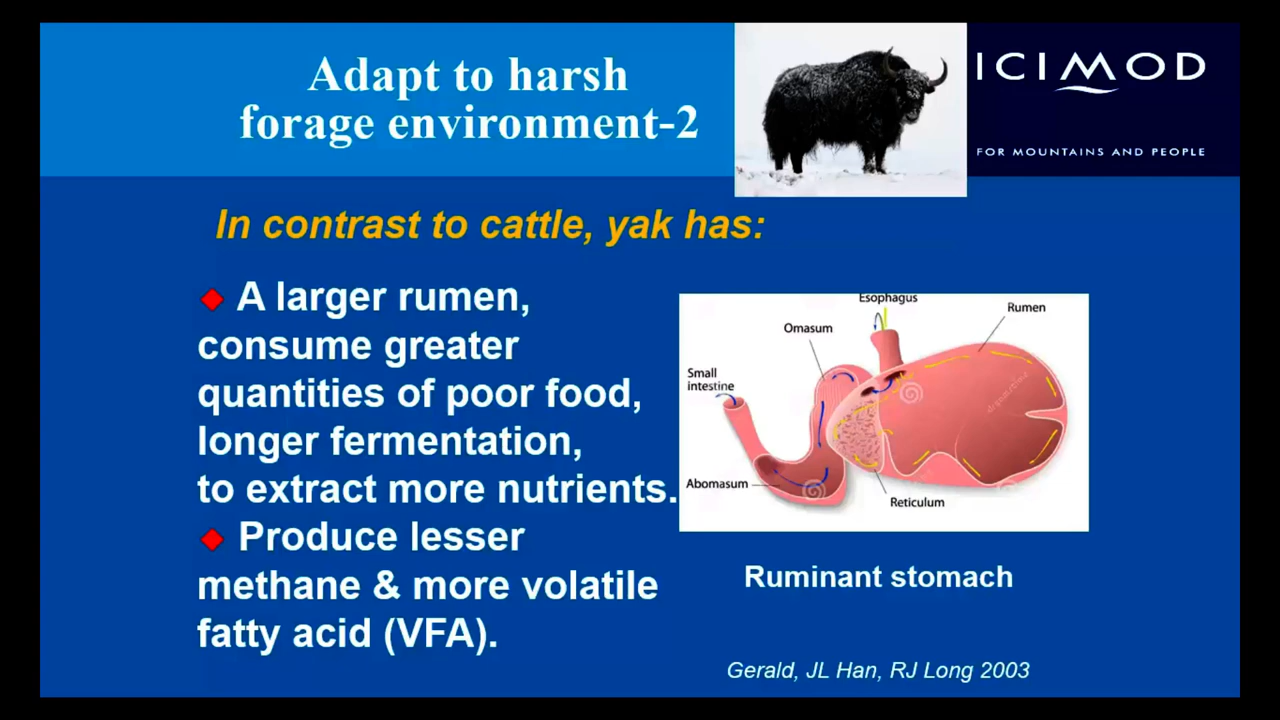 Adapt to harsh
forage environment-2
ICIMOD
FOR MOUNTAINS AND PEOPLE
In contrast to cattle, yak has:
A larger rumen,
consume greater
quantities of poor food,
longer fermentation,
to extract more nutrients.
Produce lesser
methane & more volatile
fatty acid (VFA).
Esophagus
Rumen
Omasum
Small
intestine
dreamstime
Abomasum
Reticulum
Ruminant stomach
Gerald, JL Han, RJ Long 2003